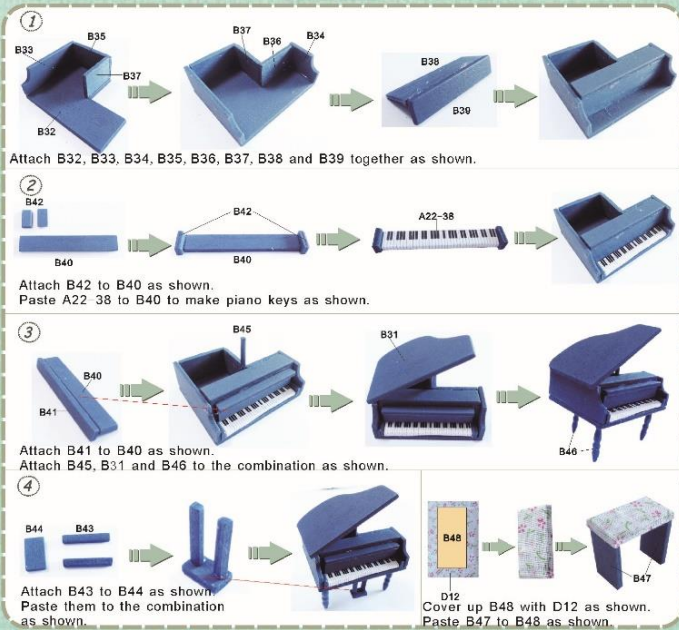 1
B35
B33
B37
B32
B37
B36
B34
B38
B39
Attach B32, B33, B34, B35, B36, B37, B38 and B39 together as shown.
2
B42
B40
B42
B40
A22-38
Attach B42 to B40 as shown.
Paste A22-38 to B40 to make piano keys as shown.
3
B40
B41
B45
B31
B46
Attach B41 to B40 as shown.
Attach B45, B31 and B46 to the combination as shown.
4
B44
B43
Attach B43 to B44 as shown.
Paste them to the combination
as shown.
B48
D12
B47
Cover up B48 with D12 as shown.
Paste B47 to B48 as shown.